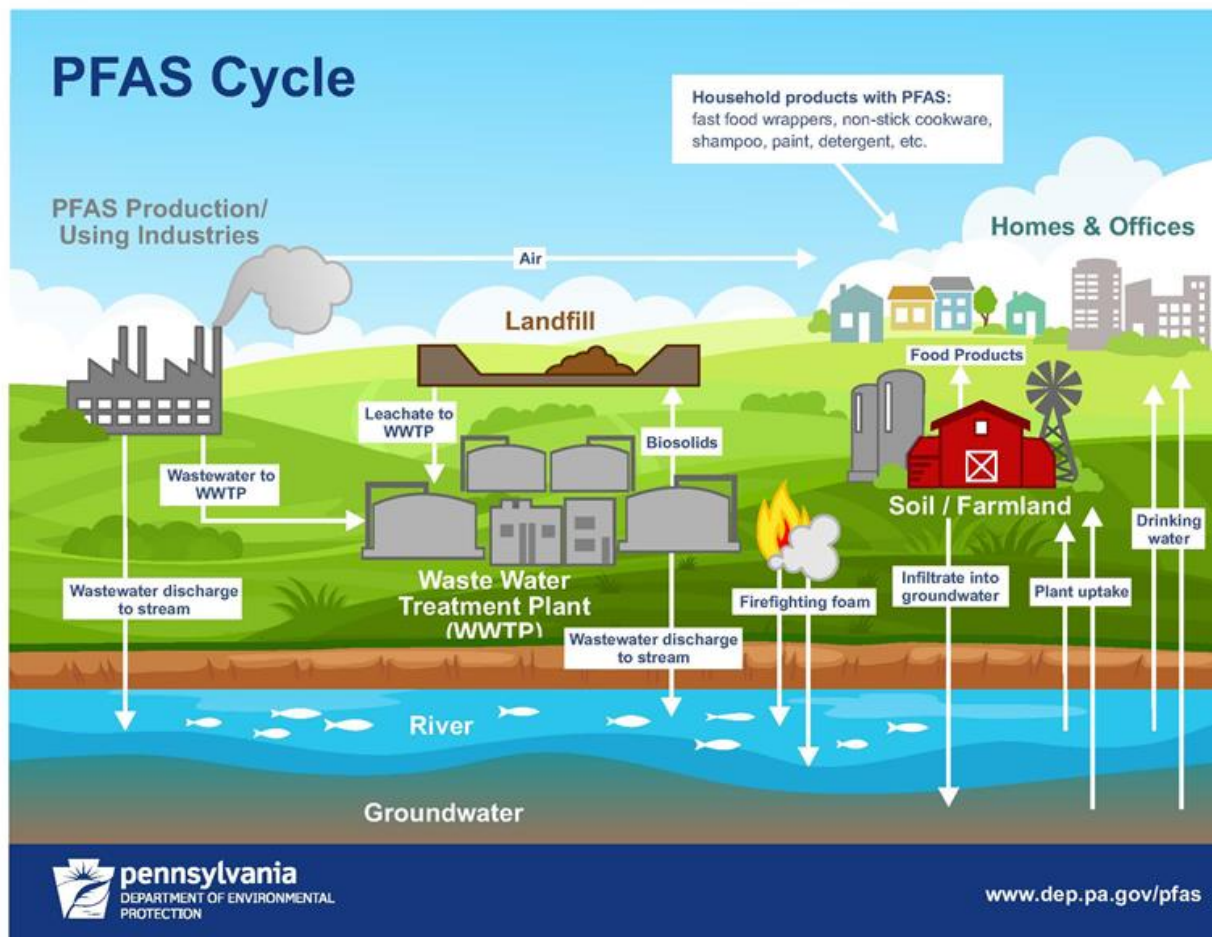 PFAS Cycle
Household products with PFAS:
fast food wrappers, non-stick cookware,
shampoo, paint, detergent, etc.
PFAS Production/
Using Industries
Homes & Offices
Air
Landfill
Food Products
Leachate to
WWTP
Biosolids
Wastewater to
WWTP
Soil / Farmland
Drinking
water
Waste Water
Treatment Plant
(WWTP)
Wastewater discharge
to stream
Firefighting foam
Infiltrate into
groundwater
Plant uptake
Wastewater discharge
to stream
River
Groundwater
pennsylvania
DEPARTMENT OF ENVIRONMENTAL
PROTECTION
www.dep.pa.gov/pfas